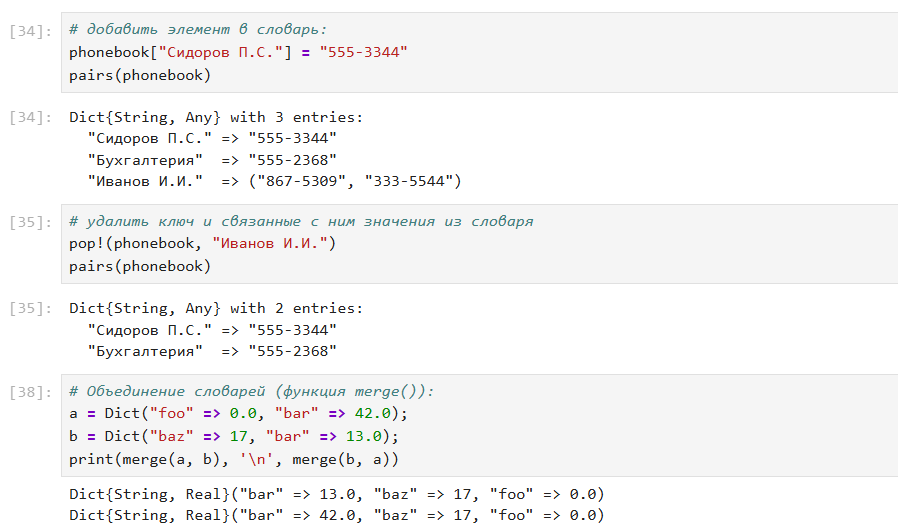 [34]: # добавить элемент в словарь:
phonebook["Сидоров П.С."] = "555-3344"
pairs(phonebook)
[34]: Dict{String, Any} with 3 entries:
"Сидоров П.С." => "555-3344"
"Бухгалтерия"  => "555-2368"
"Иванов И.И."  => ("867-5309", "333-5544")
[35]: # удалить ключ и связанные с ним значения из словаря
pop!(phonebook, "Иванов И.И.")
pairs(phonebook)
[35]: Dict{String, Any} with 2 entries:
"Сидоров П.С." => "555-3344"
"Бухгалтерия"  => "555-2368"
[38]: # Объединение словарей (функция merge()):
a = Dict("foo" => 0.0, "bar" => 42.0);
b = Dict("baz" => 17, "bar" => 13.0);
print(merge(a, b), '\n', merge(b, a))
Dict{String, Real}("bar" => 13.0, "baz" => 17, "foo" => 0.0)
Dict{String, Real}("bar" => 42.0, "baz" => 17, "foo" => 0.0)